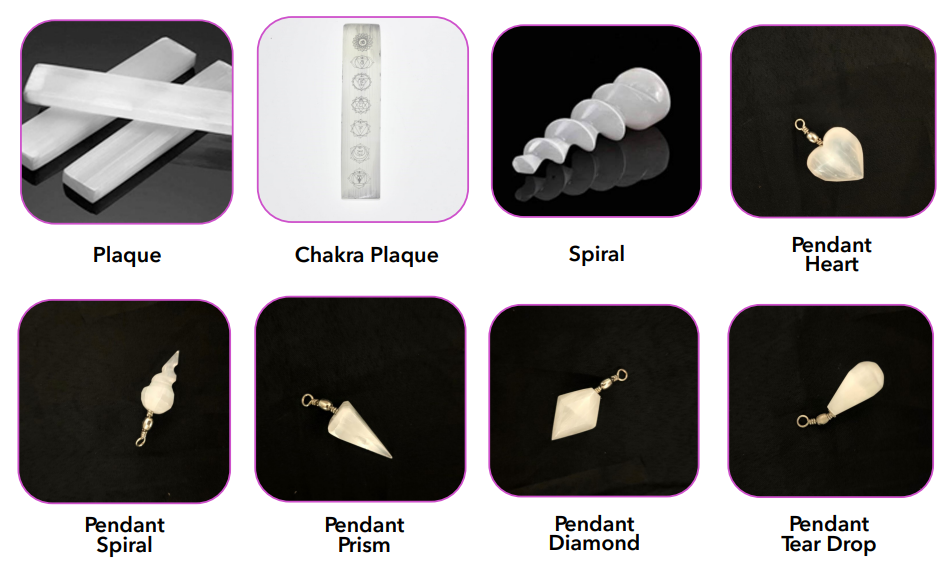 Plaque
Chakra Plaque
Spiral
Pendant
Heart
Pendant
Spiral
Pendant
Prism
Pendant
Diamond
Pendant
Tear Drop